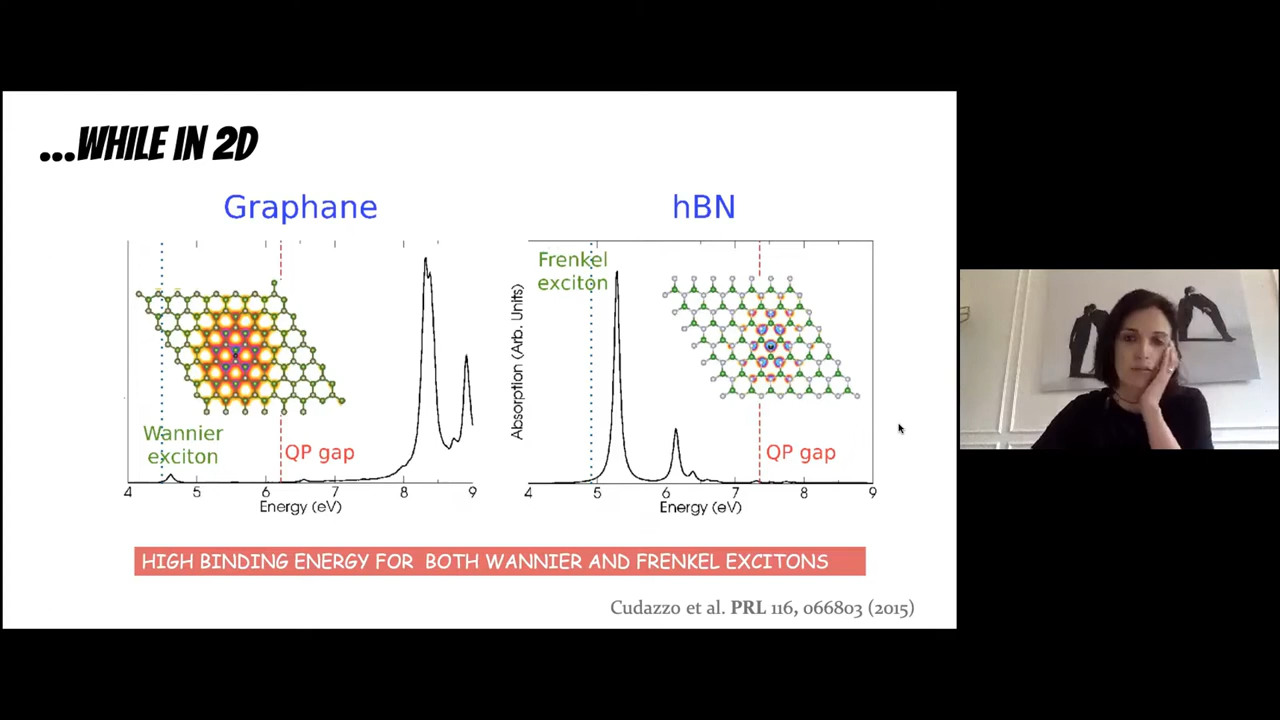 ...WHILE IN 2D
Graphane
Wannier
exciton
QP gap
4 5 6 7 8 9
Energy (eV)
hBN
Frenkel
exciton
Absorption (Arb. Units)
QP gap
4 5 6 7 8 9
Energy (eV)
HIGH BINDING ENERGY FOR BOTH WANNIER AND FRENKEL EXCITONS
Cudazzo et al. PRL 116, 066803 (2015)